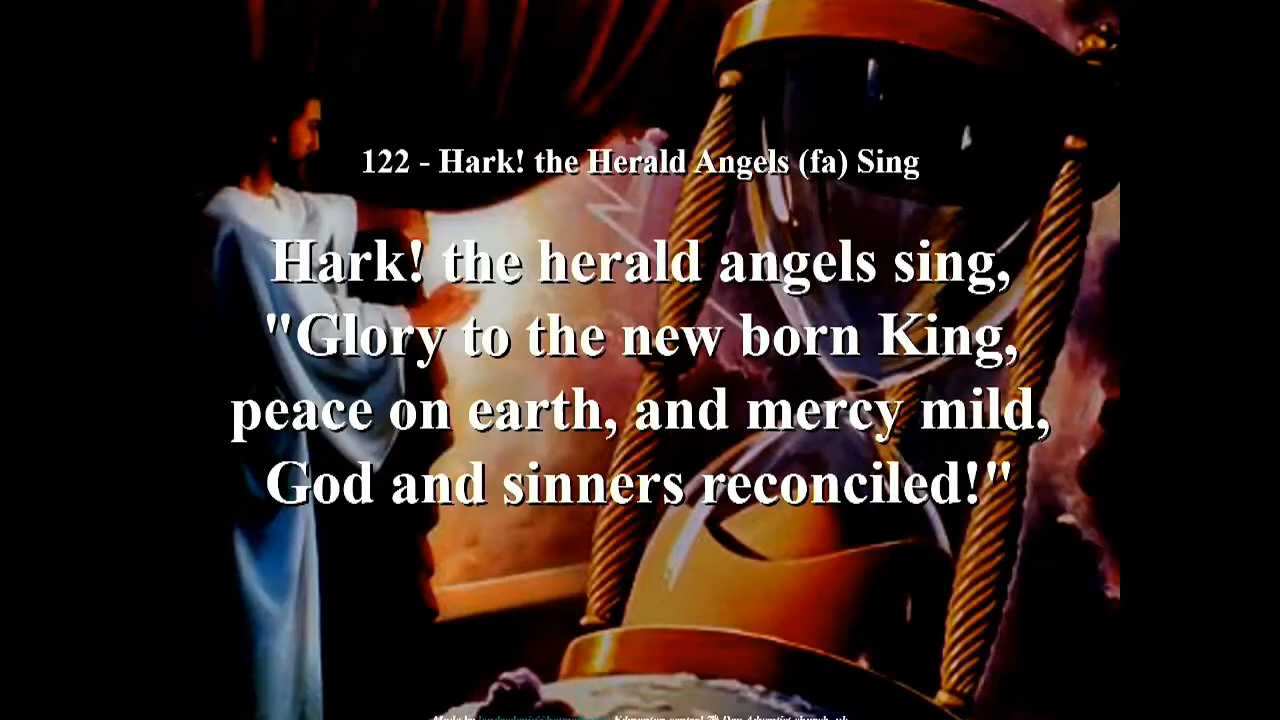 122 - Hark! the Herald Angels (fa) Sing
Hark! the herald angels sing,
"Glory to the new born King,
peace on earth, and mercy mild,
God and sinners reconciled!"